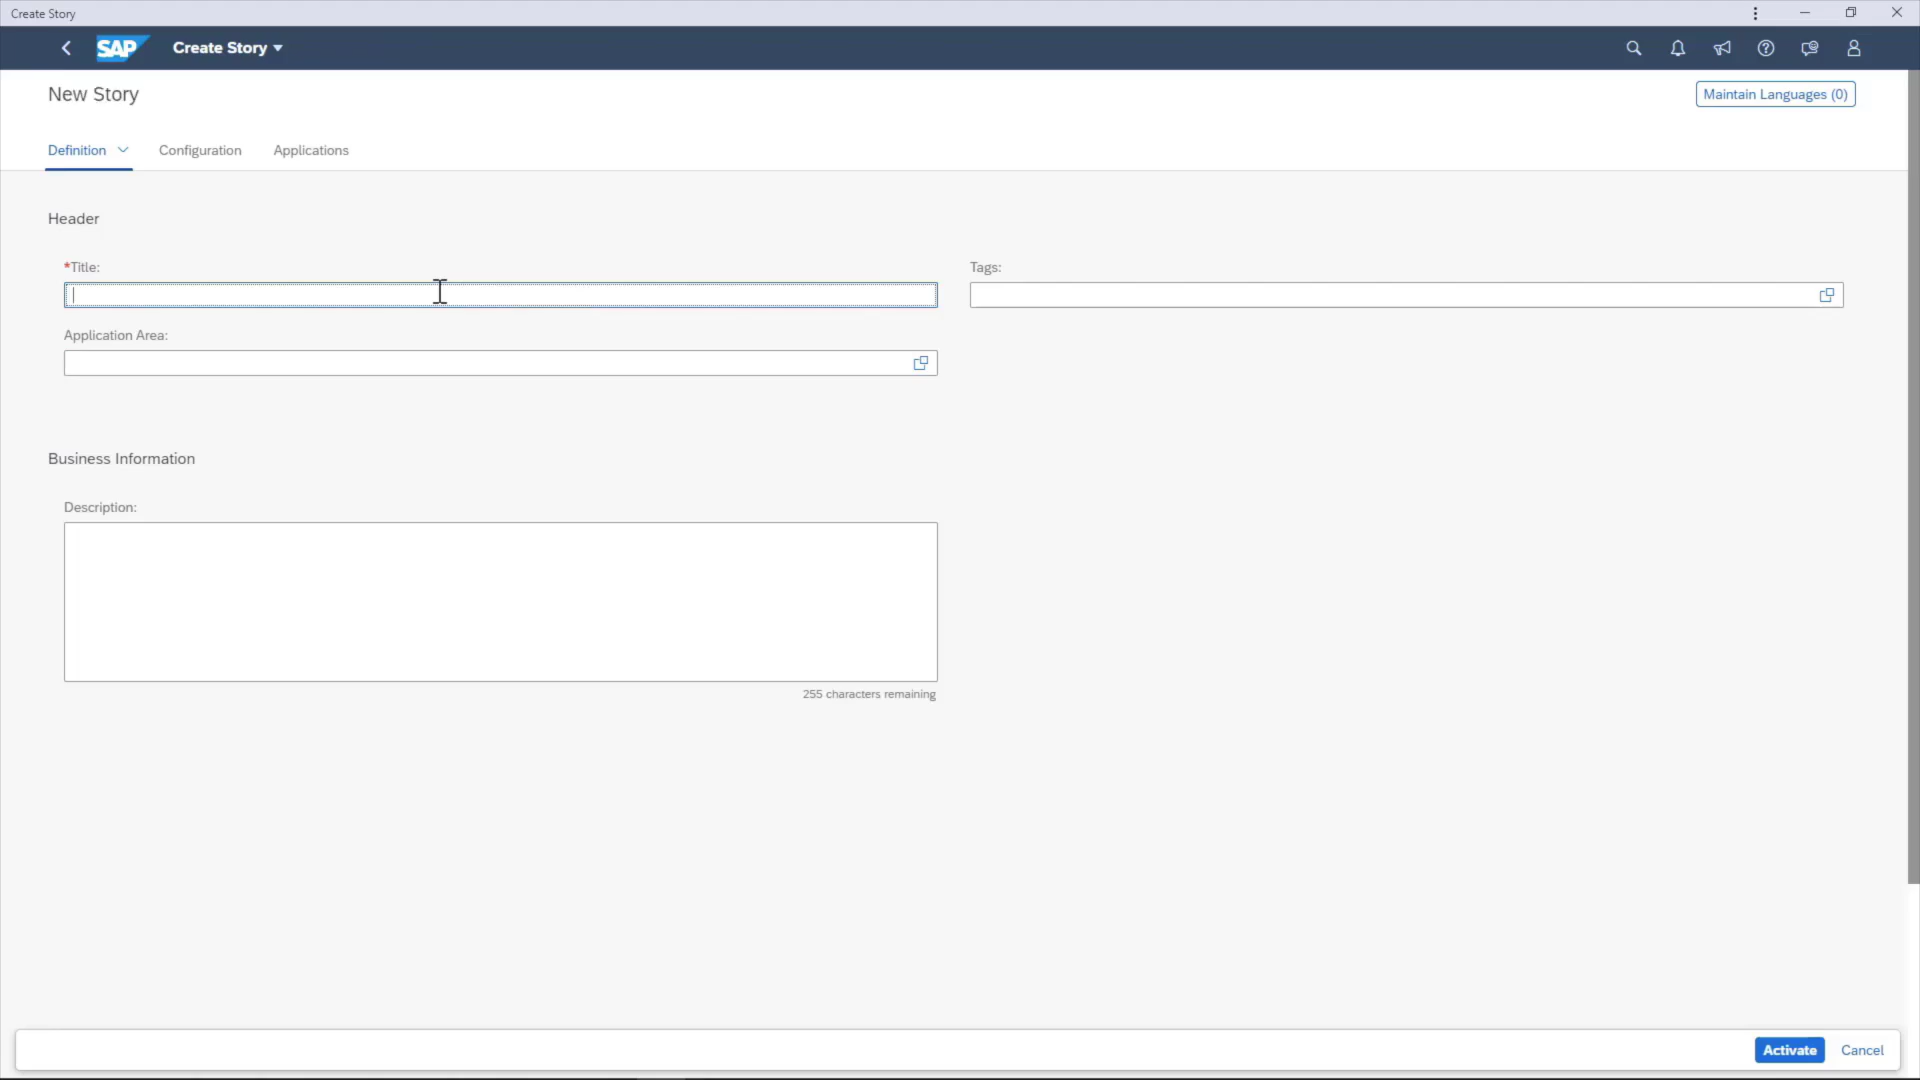 Create Story
SAP Create Story
New Story
Maintain Languages (0)
Definition Configuration Applications
Header
*Title:
Tags:
Application Area:
Business Information
Description:
255 characters remaining
Activate Cancel